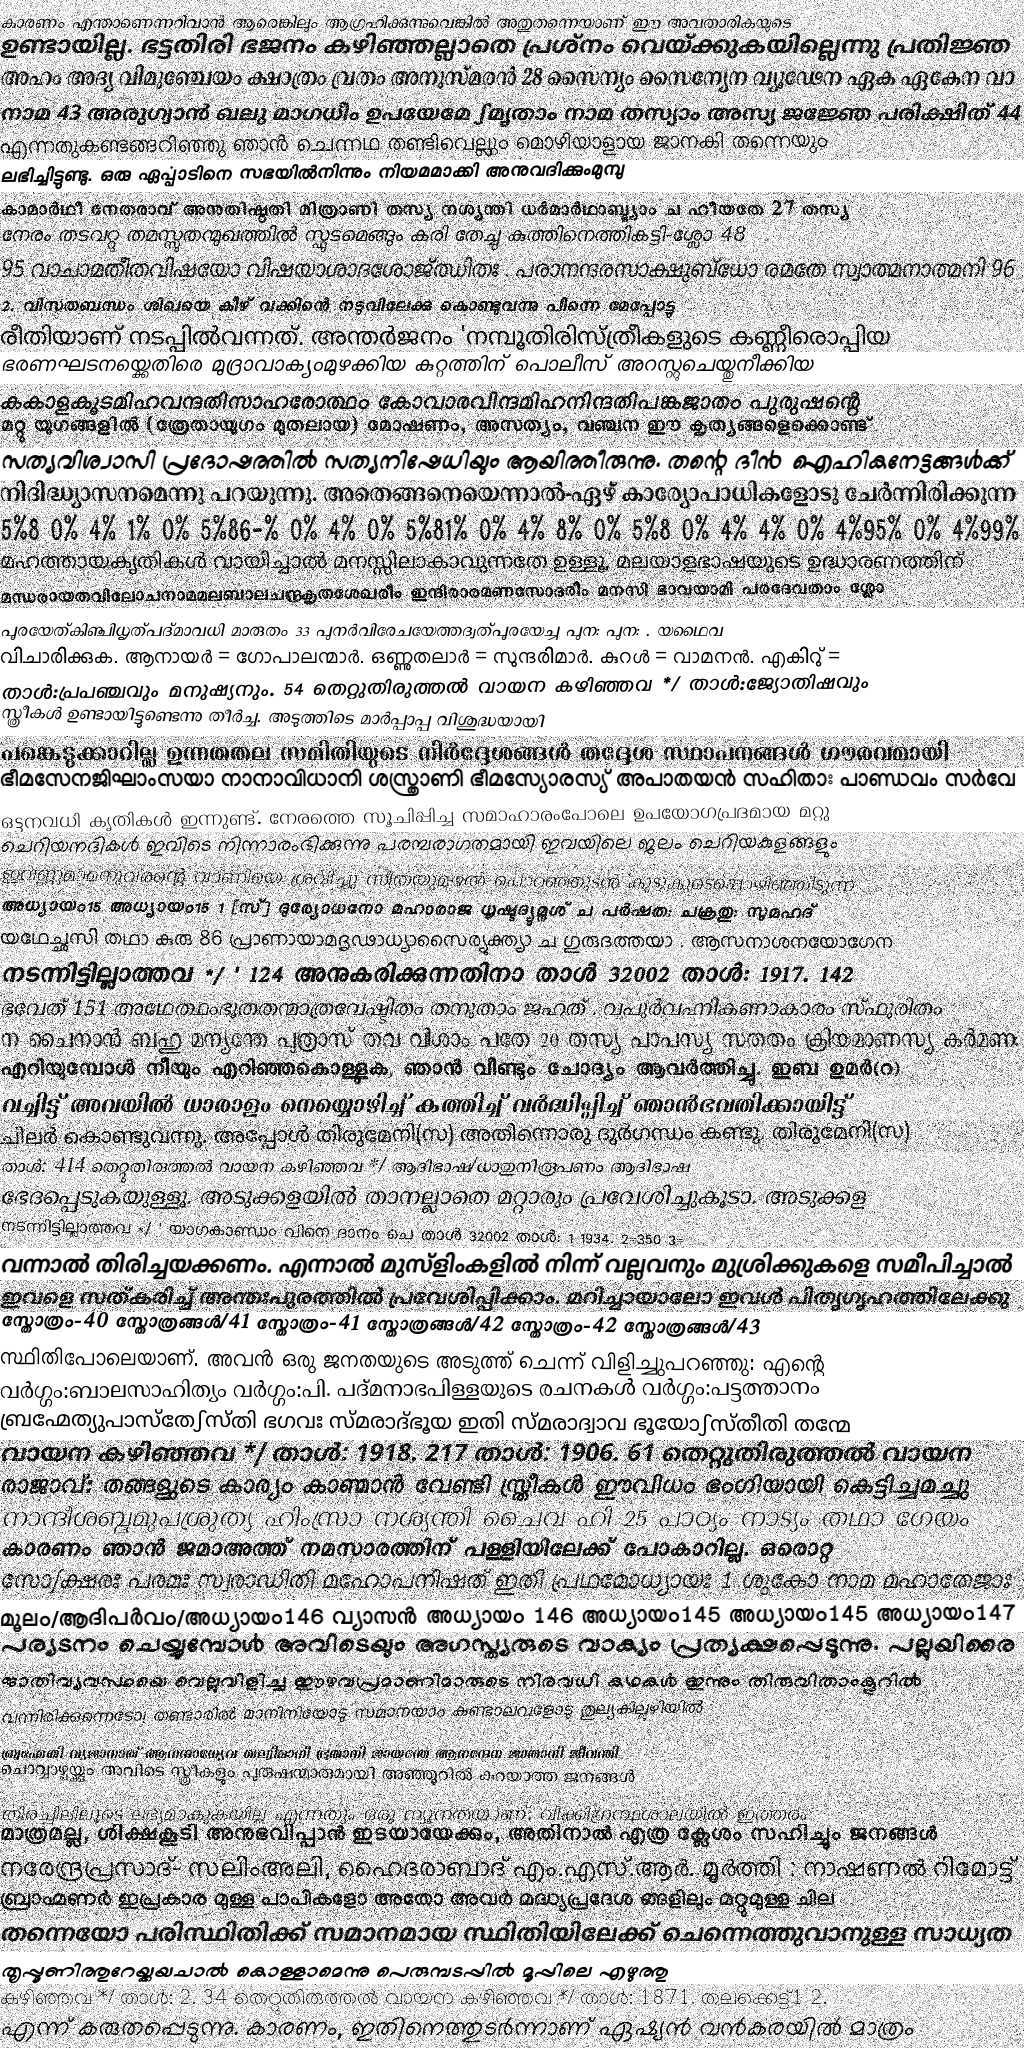 കാരണം എന്താണെന്നറിവാൻ ആരെങ്കിലും ആഗ്രഹിക്കുന്നുവെങ്കിൽ അതുതന്നെയാണ് ഈ അവതാരികയുടെ
ഉണ്ടായില്ല. ഭട്ടതിരി ഭജനം കഴിഞ്ഞല്ലാതെ പ്രശ്നം വെയ്ക്കുകയില്ലെന്നു പ്രതിജ്ഞ
അഹം അദ്യ വിമുഞ്ചേയം ക്ഷാത്രം വ്രതം അനുസ്മരൻ 28 സൈന്യം സൈന്യേന വ്യൂഢേന ഏക ഏകേന വാ
നാമ 43 അരുഗ്വാൻ ഖലു മാഗധീം ഉപയേമേ ഽമൃതാം നാമ തസ്യാം അസ്യ ജജ്ഞേ പരിക്ഷിത് 44
എന്നതുകണ്ടങ്ങറിഞ്ഞു ഞാൻ ചെന്നഥ തണ്ടിവെല്ലും മൊഴിയാളായ ജാനകി തന്നെയും
ലഭിച്ചിട്ടുണ്ടു. ഒരു ഏപ്പാടിനെ സഭയിൽനിന്നും നിയമമാക്കി അനുവദിക്കുംമുമ്പു
കാമാർഥീ നേതരാവ് അനുതിഷ്ഠതി മിത്രാണി തസ്യ നശ്യന്തി ധർമാർഥാബ്ഭ്യാം ച ഹീയതേ 27 തസ്യ
നേരം തടവറ്റു തമസ്സുതന്മുഖത്തിൽ സ്ഫുടമെങ്ങും കരി തേച്ചു കുത്തിനെത്തികട്ടി-ശ്ലോ 48
95 വാചാമതീതവിഷയോ വിഷയാശാദശോജ്ഝിതഃ . പരാനന്ദരസാക്ഷുബ്ധോ രമതേ സ്വാത്മനാത്മനി 96
2. വിസൃതബന്ധം ശിഖയെ കീഴ് വക്കിന്റെ നടുവിലേക്കു കൊണ്ടുവന്നു പിന്നെ മേപ്പോട്ടു
രീതിയാണ് നടപ്പിൽവന്നത്. അന്തർജനം 'നമ്പൂതിരിസ്ത്രീകളുടെ കണ്ണീരൊപ്പിയ
ഭരണഘടനയ്ക്കെതിരെ മുദ്രാവാക്യംമുഴക്കിയ കുറ്റത്തിന് പൊലീസ് അറസ്റ്റുചെയ്തുനീക്കിയ
കകാളകൂടമിഹവന്ദതിസാഹരോത്ഥം കോവാരവിന്ദമിഹനിന്ദതിപങ്കജാതം പുരുഷന്റെ
മറ്റു യുഗങ്ങളിൽ (ത്രേതായുഗം മുതലായ) മോഷണം, അസത്യം, വഞ്ചന ഈ കൃത്യങ്ങളെക്കൊണ്ട്
സത്യവിശ്വാസി പ്രദോഷത്തിൽ സത്യനിഷേധിയും ആയിത്തീരുന്നു. തന്റെ ദീൻ ഐഹികനേട്ടങ്ങൾക്ക്
നിദിദ്ധ്യാസനമെന്നു പറയുന്നു. അതെങ്ങനെയെന്നാൽ-ഏഴ് കാര്യോപാധികളോടു ചേർന്നിരിക്കുന്ന
5%8 0% 4% 1% 0% 5%86-% 0% 4% 0% 5%81% 0% 4% 8% 0% 5%8 0% 4% 4% 0% 4%95% 0% 4%99%
മഹത്തായകൃതികൾ വായിച്ചാൽ മനസ്സിലാകാവുന്നതേ ഉള്ളൂ. മലയാളഭാഷയുടെ ഉദ്ധാരണത്തിന്
മന്ഥരായതവിലോചനാമമലബാലചന്ദ്രകൃതശേഖരീം ഇന്ദിരാരമണസോദരീം മനസി ഭാവയാമി പരദേവതാം ശ്ലോ
പുരയേത്കിഞ്ചിധൃത്പദ്മാവധി മാരുതം 33 പുനർവിരേചയേത്തദ്വത്പുരയേച്ച പുനഃ പുനഃ . യഥൈവ
വിചാരിക്കുക. ആനായർ = ഗോപാലന്മാർ. ഒണ്ണുതലാർ = സുന്ദരിമാർ. കുറൾ = വാമനൻ. എകിറു് =
താൾ:പ്രപഞ്ചവും മനുഷ്യനും. 54 തെറ്റുതിരുത്തൽ വായന കഴിഞ്ഞവ */ താൾ:ജ്യോതിഷവും
സ്ത്രീകൾ ഉണ്ടായിട്ടുണ്ടെന്നു തീർച്ച. അടുത്തിടെ മാർപ്പാപ്പ വിശുദ്ധയായി
പങ്കെടുക്കാറില്ല ഉന്നതതല സമിതിയുടെ നിർദ്ദേശങ്ങൻ തദ്ദേശ സ്ഥാപനങ്ങൾ ഗൗരവമായി
ഭീമസേനജിഘാംസയാ നാനാവിധാനി ശസ്ത്രാണി ഭീമസ്യോരസ്യ് അപാതയൻ സഹിതാഃ പാണ്ഡവം സർവേ
ഒട്ടനവധി കൃതികൾ ഇന്നുണ്ട്. നേരത്തെ സൂചിപ്പിച്ച സമാഹാരംപോലെ ഉപയോഗപ്രദമായ മറ്റു
ചെറിയനദികൾ ഇവിടെ നിന്നാരംഭിക്കുന്നു പരമ്പരാഗതമായി ഇവയിലെ ജലം ചെറിയകുളങ്ങളും
അധ്യായം15 അധ്യായം15 1 [സ്] ദുര്യോധനോ മഹാരാജ ധൃഷ്ടദ്യുമ്നശ് ച പർഷതഃ ചക്രതുഃ സുമഹദ്
യഥേച്ഛസി തഥാ കുരു 86 പ്രാണായാമദൃഢാധ്യാസൈര്യുക്ത്യാ ച ഗുരുദത്തയാ . ആസനാശനയോഗേന
നടന്നിട്ടില്ലാത്തവ */ ' 124 അനുകരിക്കുന്നതിനാ താൾ 32002 താൾ: 1917. 142
ഭവേത് 151 അഥേത്ഥംഭൂതതന്മാത്രവേഷ്ടിതം തനുതാം ജഹത് . വപുർവഹ്നികണാകാരം സ്ഫുരിതം
ന ചൈനാൻ ബഹു മന്യന്തേ പുത്രാസ് തവ വിശാം പതേ 20 തസ്യ പാപസ്യ സതതം ക്രിയമാണസ്യ കർമണഃ
എറിയുമ്പോൾ നീയും എറിഞ്ഞകൊള്ളുക, ഞാൻ വീണ്ടും ചോദ്യം ആവർത്തിച്ചു. ഇബ്നു ഉമർ(റ)
വച്ചിട്ട് അവയിൽ ധാരാളം നെയ്യൊഴിച്ച് കത്തിച്ച് വർദ്ധിപ്പിച്ച് ഞാൻഭവതിക്കായിട്ട്
ചിലർ കൊണ്ടുവന്നു. അപ്പോൾ തിരുമേനി(സ) അതിന്നൊരു ദുർഗന്ധം കണ്ടു. തിരുമേനി(സ)
താൾ: 414 തെറ്റുതിരുത്തൽ വായന കഴിഞ്ഞവ */ ആദിഭാഷ/ധാതുനിരൂപണം ആദിഭാഷ
ഭേദപ്പെടുകയുള്ളൂ. അടുക്കളയിൽ താനല്ലാതെ മറ്റാരും പ്രവേശിച്ചുകൂടാ. അടുക്കള
നടന്നിട്ടില്ലാത്തവ */ ' യാഗകാണ്ഡം വിനെ ദാനം ചെ താൾ 32002 താൾ: 1 1934. 2=350 3=
വന്നാൽ തിരിച്ചയക്കണം. എന്നാൽ മുസ്ളിംകളിൽ നിന്ന് വല്ലവനും മുശ്രിക്കുകളെ സമീപിച്ചാൽ
ഇവളെ സത്കരിച്ച് അന്തഃപുരത്തിൽ പ്രവേശിപ്പിക്കാം. മറിച്ചായാലോ ഇവൾ പിതൃഗൃഹത്തിലേക്കു
സ്തോത്രം-40 സ്തോത്രങ്ങൾ/41 സ്തോത്രം-41 സ്തോത്രങ്ങൾ/42 സ്തോത്രം-42 സ്തോത്രങ്ങൾ/43
സ്ഥിതിപോലെയാണ്. അവൻ ഒരു ജനതയുടെ അടുത്ത് ചെന്ന് വിളിച്ചുപറഞ്ഞു: എന്റെ
വർഗ്ഗം:ബാലസാഹിത്യം വർഗ്ഗം:പി. പദ്മനാഭപിള്ളയുടെ രചനകൾ വർഗ്ഗം:പട്ടത്താനം
ബ്രഹ്മേത്യുപാസ്തേഽസ്തി ഭഗവഃ സ്മരാദ്ഭൂയ ഇതി സ്മരാദ്വാവ ഭൂയോഽസ്തീതി തന്മേ
വായന കഴിഞ്ഞവ */ താൾ: 1918. 217 താൾ: 1906. 61 തെറ്റുതിരുത്തൽ വായന
രാജാവ്: തങ്ങളുടെ കാര്യം കാണ്മാൻ വേണ്ടി സ്ത്രീകൾ ഈവിധം ഭംഗിയായി കെട്ടിച്ചമച്ചു
നാന്ദീശബ്ദമുപശ്രുത്യ ഹിംസ്രാ നശ്യന്തി ചൈവ ഹി 25 പാഠ്യം നാട്യം തഥാ ഗേയം
കാരണം ഞാൻ ജമാഅത്ത് നമസാരത്തിന് പള്ളിയിലേക്ക് പോകാറില്ല. ഒരൊറ്റ
സോഽക്ഷരഃ പരമഃ സ്വരാഡിതി മഹോപനിഷത് ഇതി പ്രഥമോധ്യായഃ 1 ശുകോ നാമ മഹാതേജാഃ
മൂലം/ആദിപർവം/അധ്യായം146 വ്യാസൻ അധ്യായം 146 അധ്യായം145 അധ്യായം145 അധ്യായം147
പര്യടനം ചെയ്യുമ്പോൾ അവിടെയും അഗസ്ത്യരുടെ വാക്യം പ്രത്യക്ഷപ്പെടുന്നു. പല്ലുയിരൈ
ജാതിവ്യവസ്ഥയെ വെല്ലുവിളിച്ച ഈഴവപ്രമാണിമാരുടെ നിരവധി കഥകൾ ഇന്നും തിരുവിതാംകൂറിൽ
വന്നിരിക്കുന്നെടോ തണ്ടാരിൽ മാനിനിയോടു സമാനയാം കുണ്ടാലവളോടു തുല്യകില്ലൂഴിയിൽ
ചൊവ്വാഴ്ചയ്ക്കും അവിടെ സ്ത്രീകളും പുരുഷന്മാരുമായി അഞ്ഞൂറിൽ കുറയാത്ത ജനങ്ങൾ
തിരച്ചിലിലൂടെ ലഭ്യമാകുകയില്ല എന്നതും ഒരു ന്യൂനതയാണ്. വിക്കിഗ്രന്ഥശാലയിൽ ഇത്തരം
മാത്രമല്ല, ശിക്ഷകൂടി അനുഭവിപ്പാൻ ഇടയായേക്കും, അതിനാൽ എത്ര ക്ലേശം സഹിച്ചും ജനങ്ങൾ
നരേന്ദ്രപ്രസാദ്- സലിംഅലി, ഹൈദരാബാദ് എം.എസ്.ആർ. മൂർത്തി : നാഷണൽ റിമോട്ട്
ബ്രാഹ്മണർ ഇപ്രകാര മുള്ള പാപികളോ അതോ അവർ മദ്ധ്യപ്രദേശ ങ്ങളിലും മറ്റുമുള്ള ചില
തന്നെയോ പരിസ്ഥിതിക്ക് സമാനമായ സ്ഥിതിയിലേക്ക് ചെന്നെത്തുവാനുള്ള സാധ്യത
തൃപ്പൂണിത്തുറേയ്ക്കയചാൽ കൊള്ളാമെന്നു പെരുമ്പടപ്പിൽ മൂപ്പിലെ എഴുത്തു
കഴിഞ്ഞവ */ താൾ: 2. 34 തെറ്റുതിരുത്തൽ വായന കഴിഞ്ഞവ */ താൾ: 1871. തലക്കെട്ട്1 2.
എന്ന് കരുതപ്പെടുന്നു. കാരണം, ഇതിനെത്തുടർന്നാണ് ഏഷ്യൻ വൻകരയിൽ മാത്രം